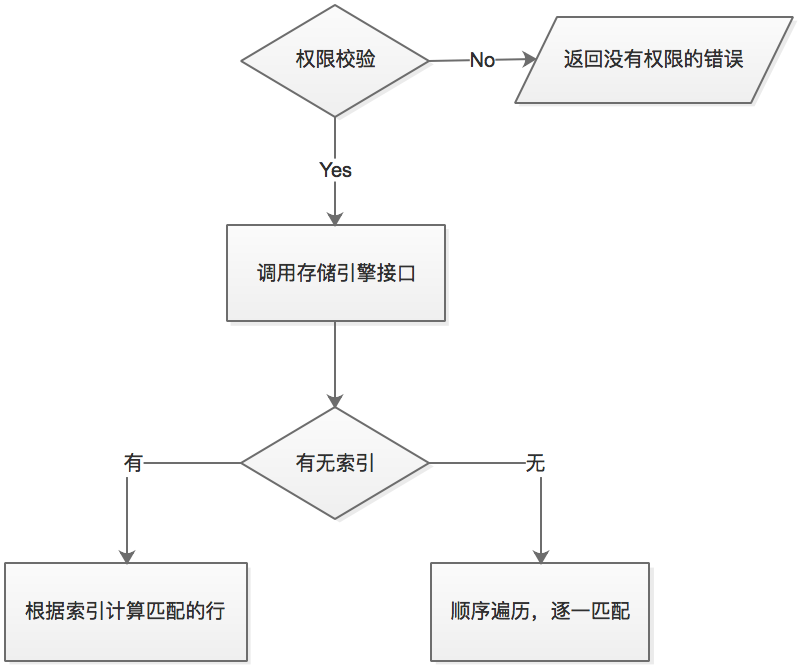 权限校验
No
返回没有权限的错误
Yes
调用存储引擎接口
有无索引
有
无
根据索引计算匹配的行
顺序遍历，逐一匹配